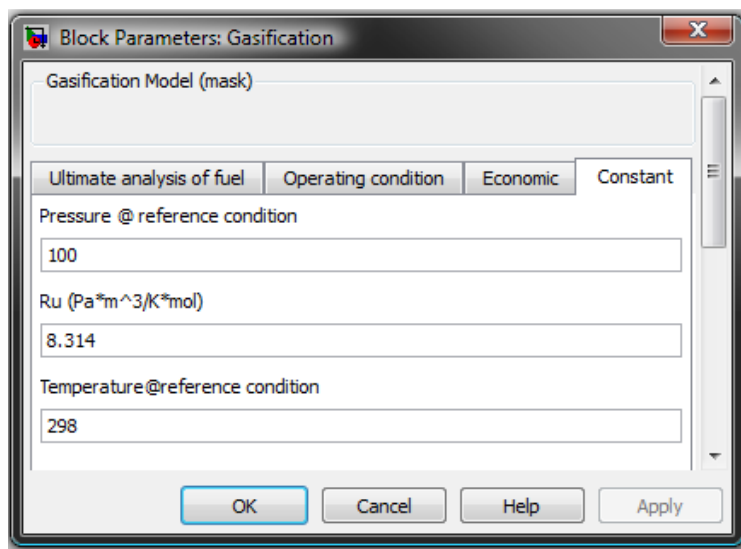 Block Parameters: Gasification
Gasification Model (mask)
Ultimate analysis of fuel Operating condition Economic Constant
Pressure @ reference condition
100
Ru (Pa*m^3/K*mol)
8.314
Temperature@reference condition
298
OK Cancel Help Apply